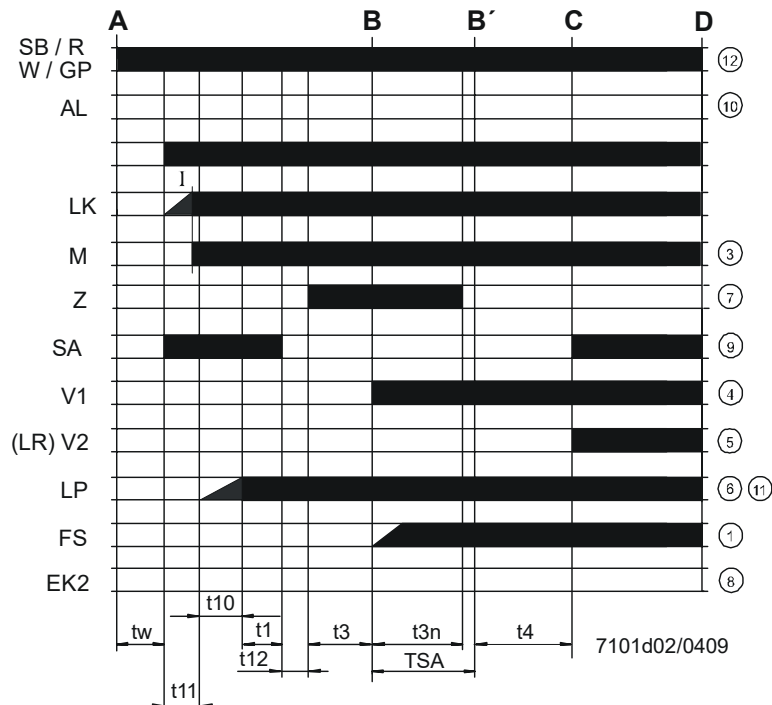 A B B´ C D
SB / R
W / GP 12
AL 10
1
LK
M 3
Z 7
SA 9
V1 4
(LR) V2 5
LP 6 11
FS 1
EK2 8
t10
tw t1 t3 t3n t4 7101d02/0409
t12 TSA
t11